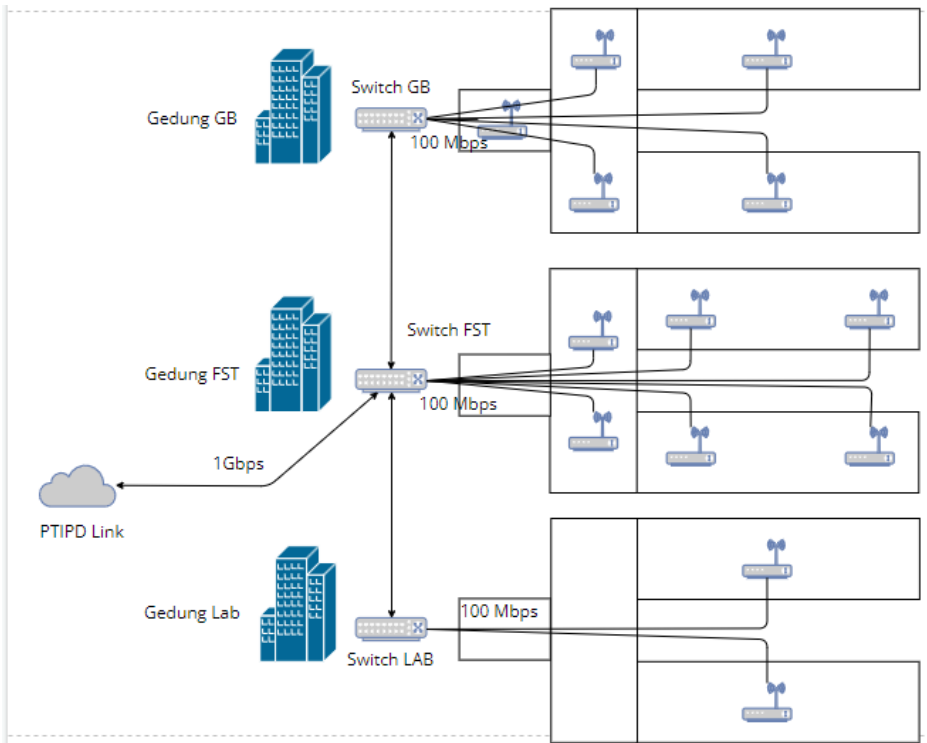 Switch GB
Gedung GB
100 Mbps
Switch FST
Gedung FST
100 Mbps
1Gbps
PTIPD Link
Gedung Lab
100 Mbps
Switch LAB